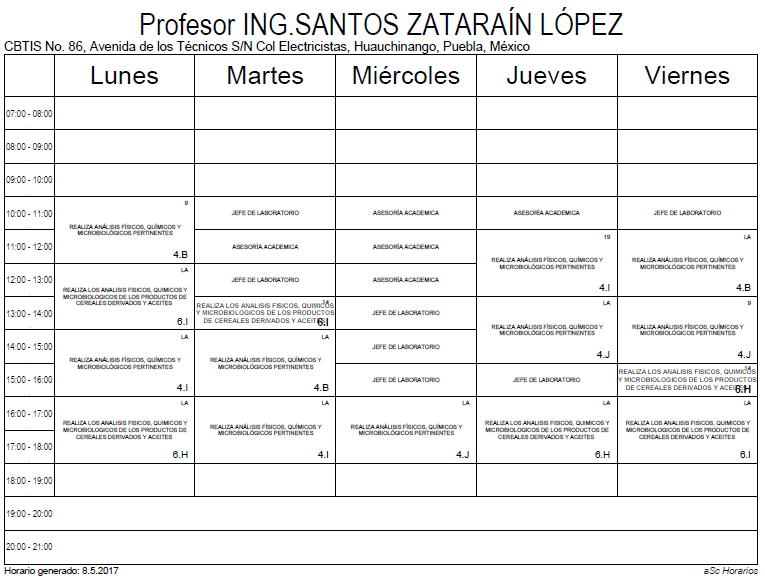 Profesor ING.SANTOS ZATARAÍN LÓPEZ
CBTIS No. 86, Avenida de los Técnicos S/N Col Electricistas, Huauchinango, Puebla, México
Lunes Martes Miércoles Jueves Viernes
07:00 - 08:00
08:00 - 09:00
09:00 - 10:00
10:00 - 11:00
11:00 - 12:00
12:00 - 13:00
13:00 - 14:00
14:00 - 15:00
15:00 - 16:00
16:00 - 17:00
17:00 - 18:00
18:00 - 19:00
19:00 - 20:00
20:00 - 21:00
9
REALIZA ANÁLISIS FÍSICOS, QUÍMICOS Y
MICROBIOLÓGICOS PERTINENTES
4.B
LA
REALIZA LOS ANALISIS FISICOS, QUIMICOS Y
MICROBIOLOGICOS DE LOS PRODUCTOS DE
CEREALES DERIVADOS Y ACEITES
6.I
LA
REALIZA ANÁLISIS FÍSICOS, QUÍMICOS Y
MICROBIOLÓGICOS PERTINENTES
4.I
LA
REALIZA LOS ANALISIS FISICOS, QUIMICOS Y
MICROBIOLOGICOS DE LOS PRODUCTOS DE
CEREALES DERIVADOS Y ACEITES
6.H
JEFE DE LABORATORIO
ASESORÍA ACADEMICA
JEFE DE LABORATORIO
14
REALIZA LOS ANALISIS FISICOS, QUIMICOS
Y MICROBIOLOGICOS DE LOS PRODUCTOS
DE CEREALES DERIVADOS Y ACEITES
6.I
LA
REALIZA ANÁLISIS FÍSICOS, QUÍMICOS Y
MICROBIOLÓGICOS PERTINENTES
4.B
LA
REALIZA ANÁLISIS FÍSICOS, QUÍMICOS Y
MICROBIOLÓGICOS PERTINENTES
4.I
ASESORÍA ACADEMICA
ASESORÍA ACADEMICA
ASESORÍA ACADEMICA
JEFE DE LABORATORIO
JEFE DE LABORATORIO
JEFE DE LABORATORIO
LA
REALIZA ANÁLISIS FÍSICOS, QUÍMICOS Y
MICROBIOLÓGICOS PERTINENTES
4.J
ASESORÍA ACADEMICA
19
REALIZA ANÁLISIS FÍSICOS, QUÍMICOS Y
MICROBIOLÓGICOS PERTINENTES
4.I
LA
REALIZA ANÁLISIS FÍSICOS, QUÍMICOS Y
MICROBIOLÓGICOS PERTINENTES
4.J
JEFE DE LABORATORIO
LA
REALIZA LOS ANALISIS FISICOS, QUIMICOS Y
MICROBIOLOGICOS DE LOS PRODUCTOS DE
CEREALES DERIVADOS Y ACEITES
6.H
JEFE DE LABORATORIO
LA
REALIZA ANÁLISIS FÍSICOS, QUÍMICOS Y
MICROBIOLÓGICOS PERTINENTES
4.B
9
REALIZA ANÁLISIS FÍSICOS, QUÍMICOS Y
MICROBIOLÓGICOS PERTINENTES
4.J
14
REALIZA LOS ANALISIS FISICOS, QUIMICOS
Y MICROBIOLOGICOS DE LOS PRODUCTOS
DE CEREALES DERIVADOS Y ACEITES
6.H
LA
REALIZA LOS ANALISIS FISICOS, QUIMICOS Y
MICROBIOLOGICOS DE LOS PRODUCTOS DE
CEREALES DERIVADOS Y ACEITES
6.I
Horario generado: 8.5.2017
aSc Horarios